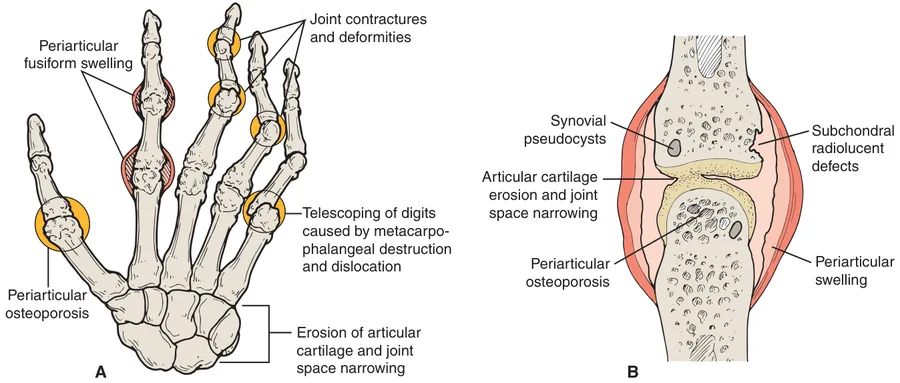 Joint contractures
and deformities
Periarticular
fusiform swelling
Telescoping of digits
caused by metacarpo-
phalangeal destruction
and dislocation
Periarticular
osteoporosis
Erosion of articular
cartilage and joint
space narrowing
A
Synovial
pseudocysts
Subchondral
radiolucent
defects
Articular cartilage
erosion and joint
space narrowing
Periarticular
osteoporosis
Periarticular
swelling
B